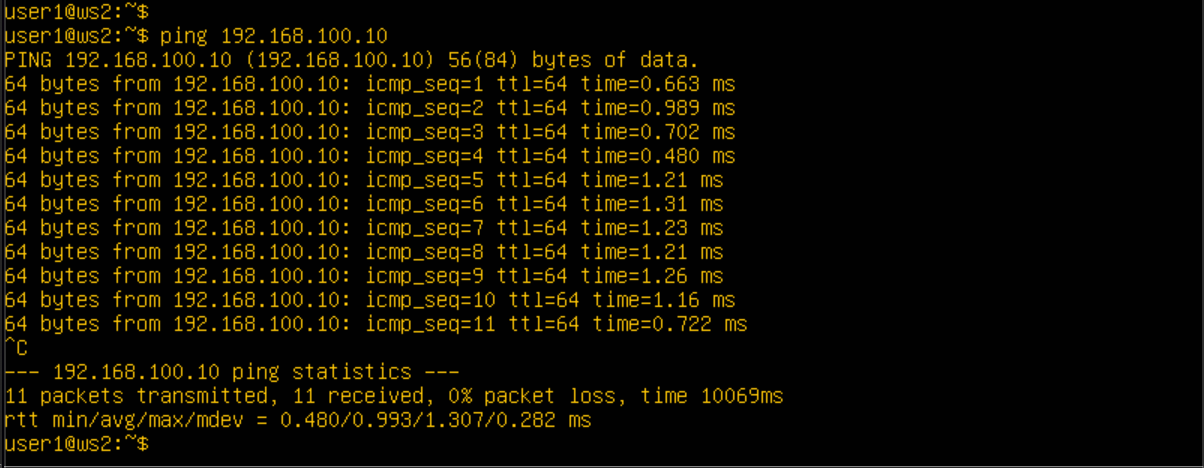 user1@ws2:~$
user1@ws2:~$ ping 192.168.100.10
PING 192.168.100.10 (192.168.100.10) 56(84) bytes of data.
64 bytes from 192.168.100.10: icmp_seq=1 ttl=64 time=0.663 ms
64 bytes from 192.168.100.10: icmp_seq=2 ttl=64 time=0.989 ms
64 bytes from 192.168.100.10: icmp_seq=3 ttl=64 time=0.702 ms
64 bytes from 192.168.100.10: icmp_seq=4 ttl=64 time=0.480 ms
64 bytes from 192.168.100.10: icmp_seq=5 ttl=64 time=1.21 ms
64 bytes from 192.168.100.10: icmp_seq=6 ttl=64 time=1.31 ms
64 bytes from 192.168.100.10: icmp_seq=7 ttl=64 time=1.23 ms
64 bytes from 192.168.100.10: icmp_seq=8 ttl=64 time=1.21 ms
64 bytes from 192.168.100.10: icmp_seq=9 ttl=64 time=1.26 ms
64 bytes from 192.168.100.10: icmp_seq=10 ttl=64 time=1.16 ms
64 bytes from 192.168.100.10: icmp_seq=11 ttl=64 time=0.722 ms
^C
--- 192.168.100.10 ping statistics ---
11 packets transmitted, 11 received, 0% packet loss, time 10069ms
rtt min/avg/max/mdev = 0.480/0.993/1.307/0.282 ms
user1@ws2:~$